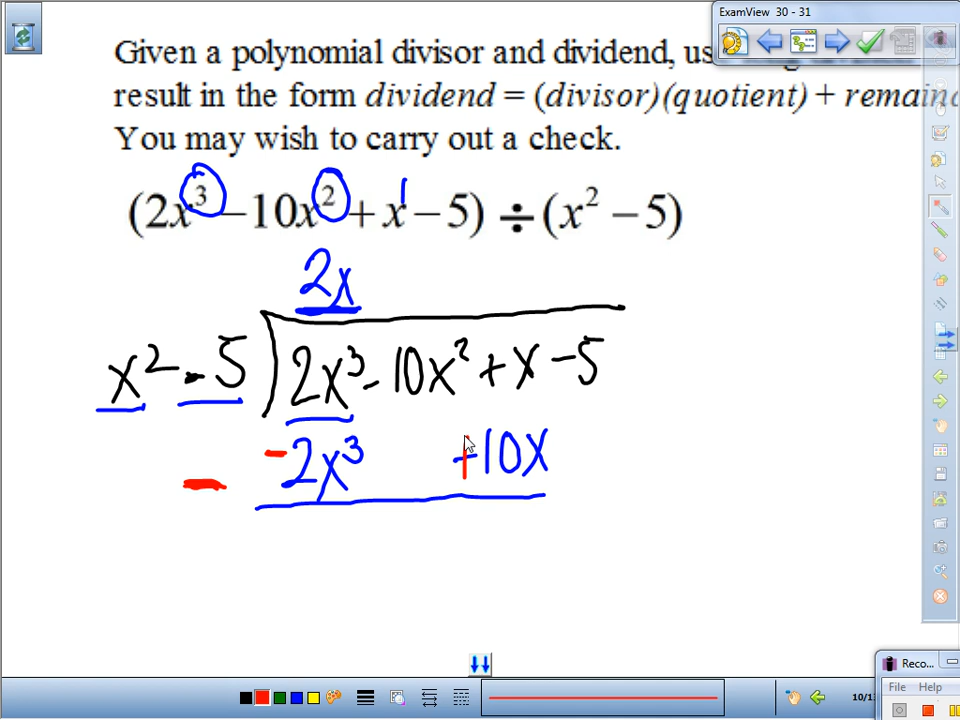 ExamView 30 - 31
Given a polynomial divisor and dividend,
result in the form dividend = (divisor)(quotient) +
You may wish to carry out a check.
(2x³ – 10x² + x – 5) ÷ (x² – 5)
1
2x
x² - 5 2x³ - 10x² + x - 5
- -2x³ +10x
Reco...
File Help